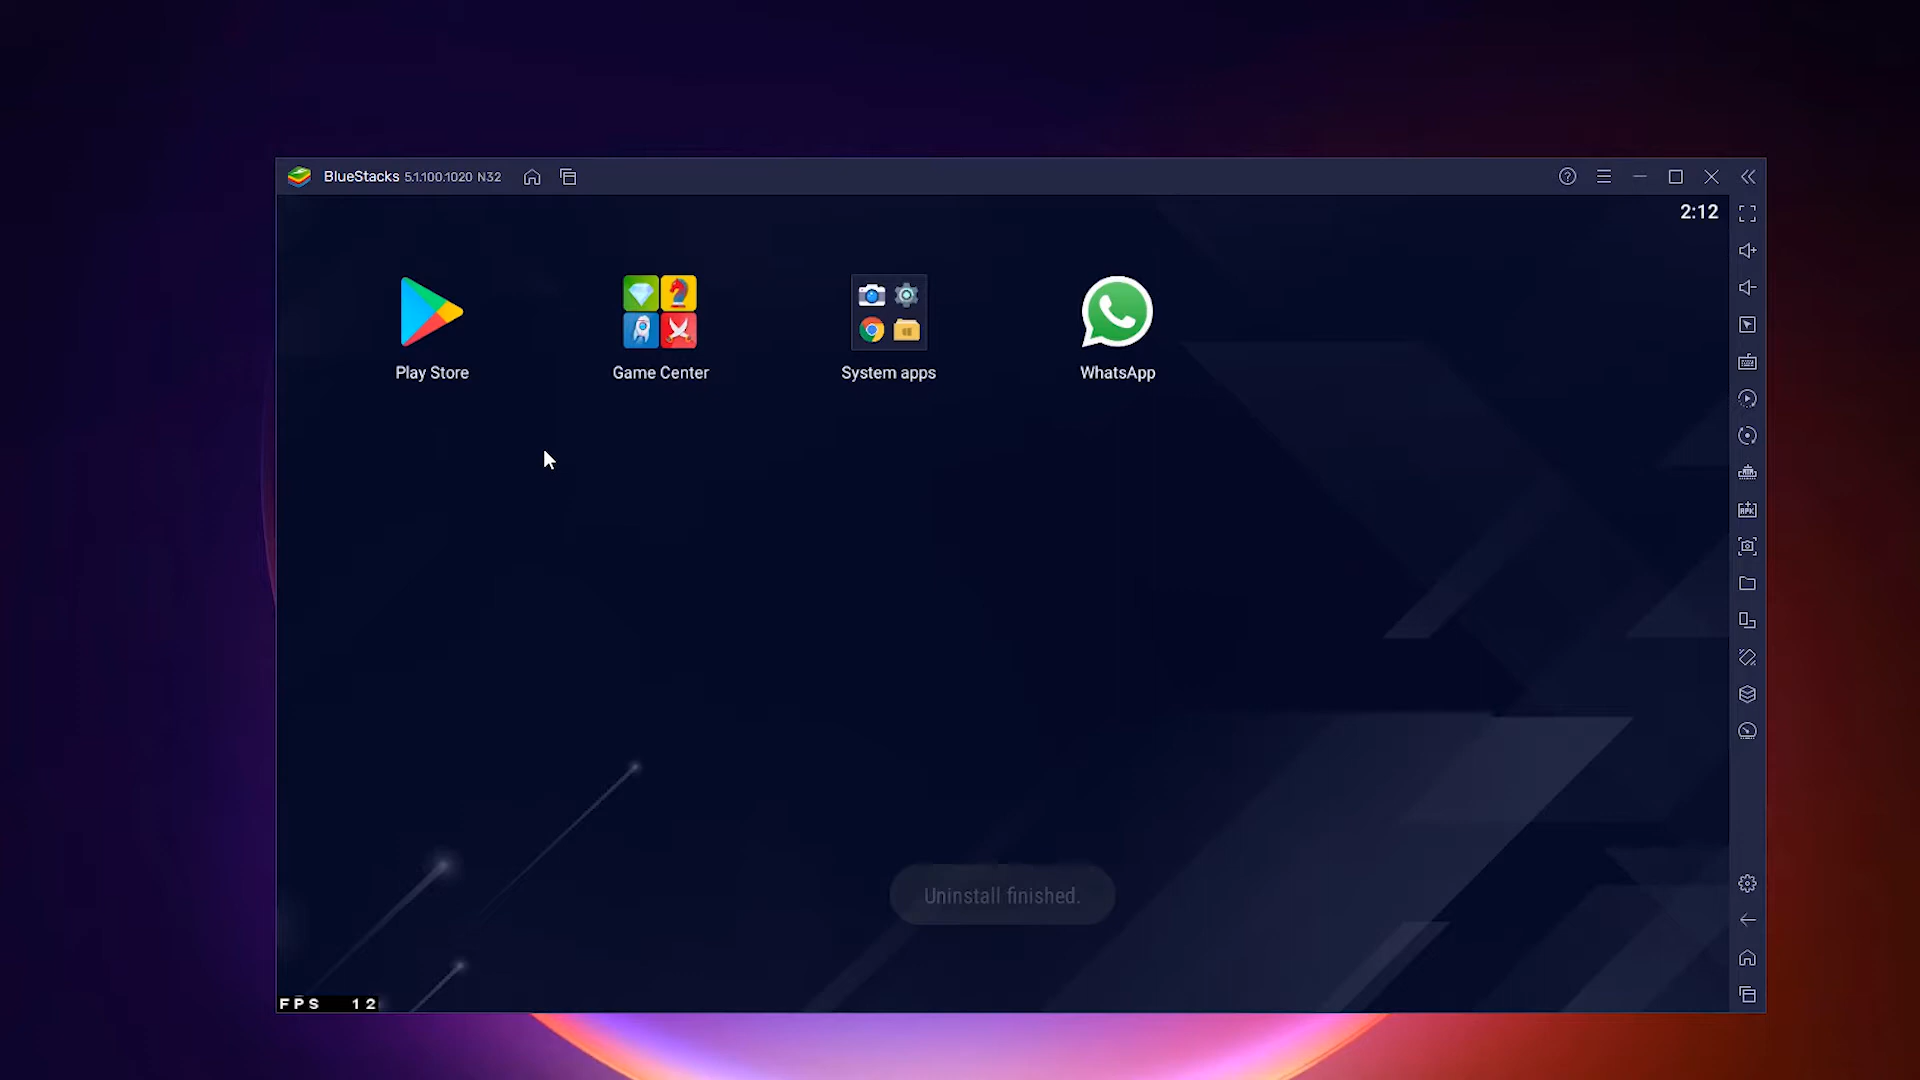 BlueStacks 5.1.100.1020 N32
2:12
Play Store
Game Center
System apps
WhatsApp
APK
Uninstall finished.
FPS 12